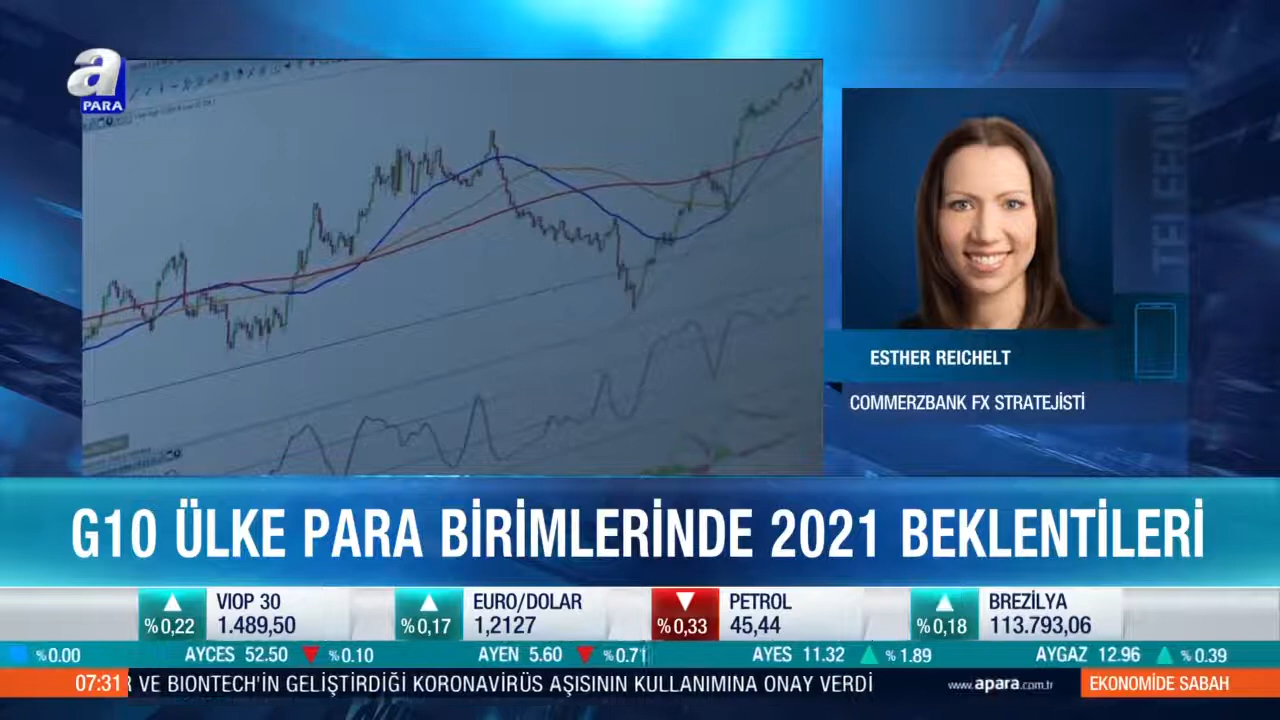 a
PARA
TELEFON
ESTHER REICHELT
COMMERZBANK FX STRATEJİSTİ
G10 ÜLKE PARA BİRİMLERİNDE 2021 BEKLENTİLERİ
%0,22 VIOP 30 1.489,50
%0,17 EURO/DOLAR 1,2127
%0,33 PETROL 45,44
%0,18 BREZİLYA 113.793,06
%0.00 AYCES 52.50 %0.10 AYEN 5.60 %0.71 AYES 11.32 %1.89 AYGAZ 12.96 %0.39
07:31 R VE BIONTECH'İN GELİŞTİRDİĞİ KORONAVİRÜS AŞISININ KULLANIMINA ONAY VERDİ www.apara.com.tr EKONOMİDE SABAH